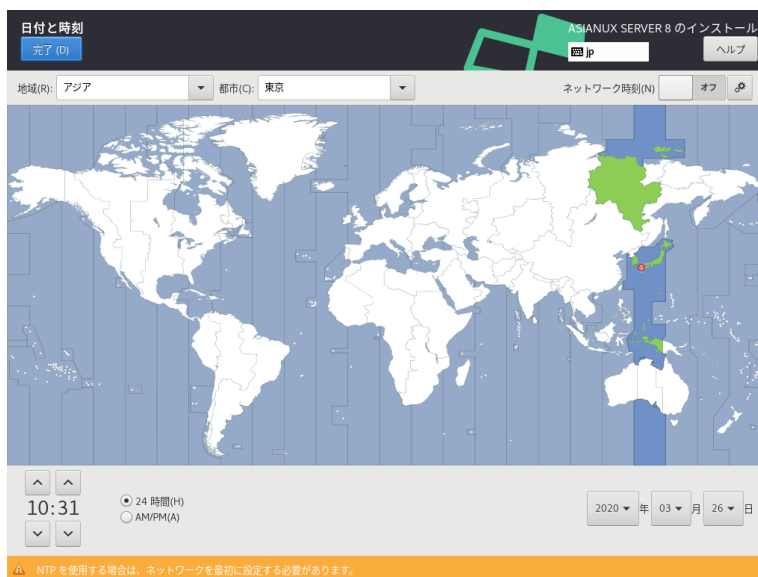 日付と時刻
ASIANUX SERVER 8 のインストール
完了 (D)
jp
ヘルプ
地域(R): アジア 都市(C): 東京 ネットワーク時刻(N) オフ
10:31
24 時間(H)
AM/PM(A)
2020 年 03 月 26 日
NTP を使用する場合は、ネットワークを最初に設定する必要があります。